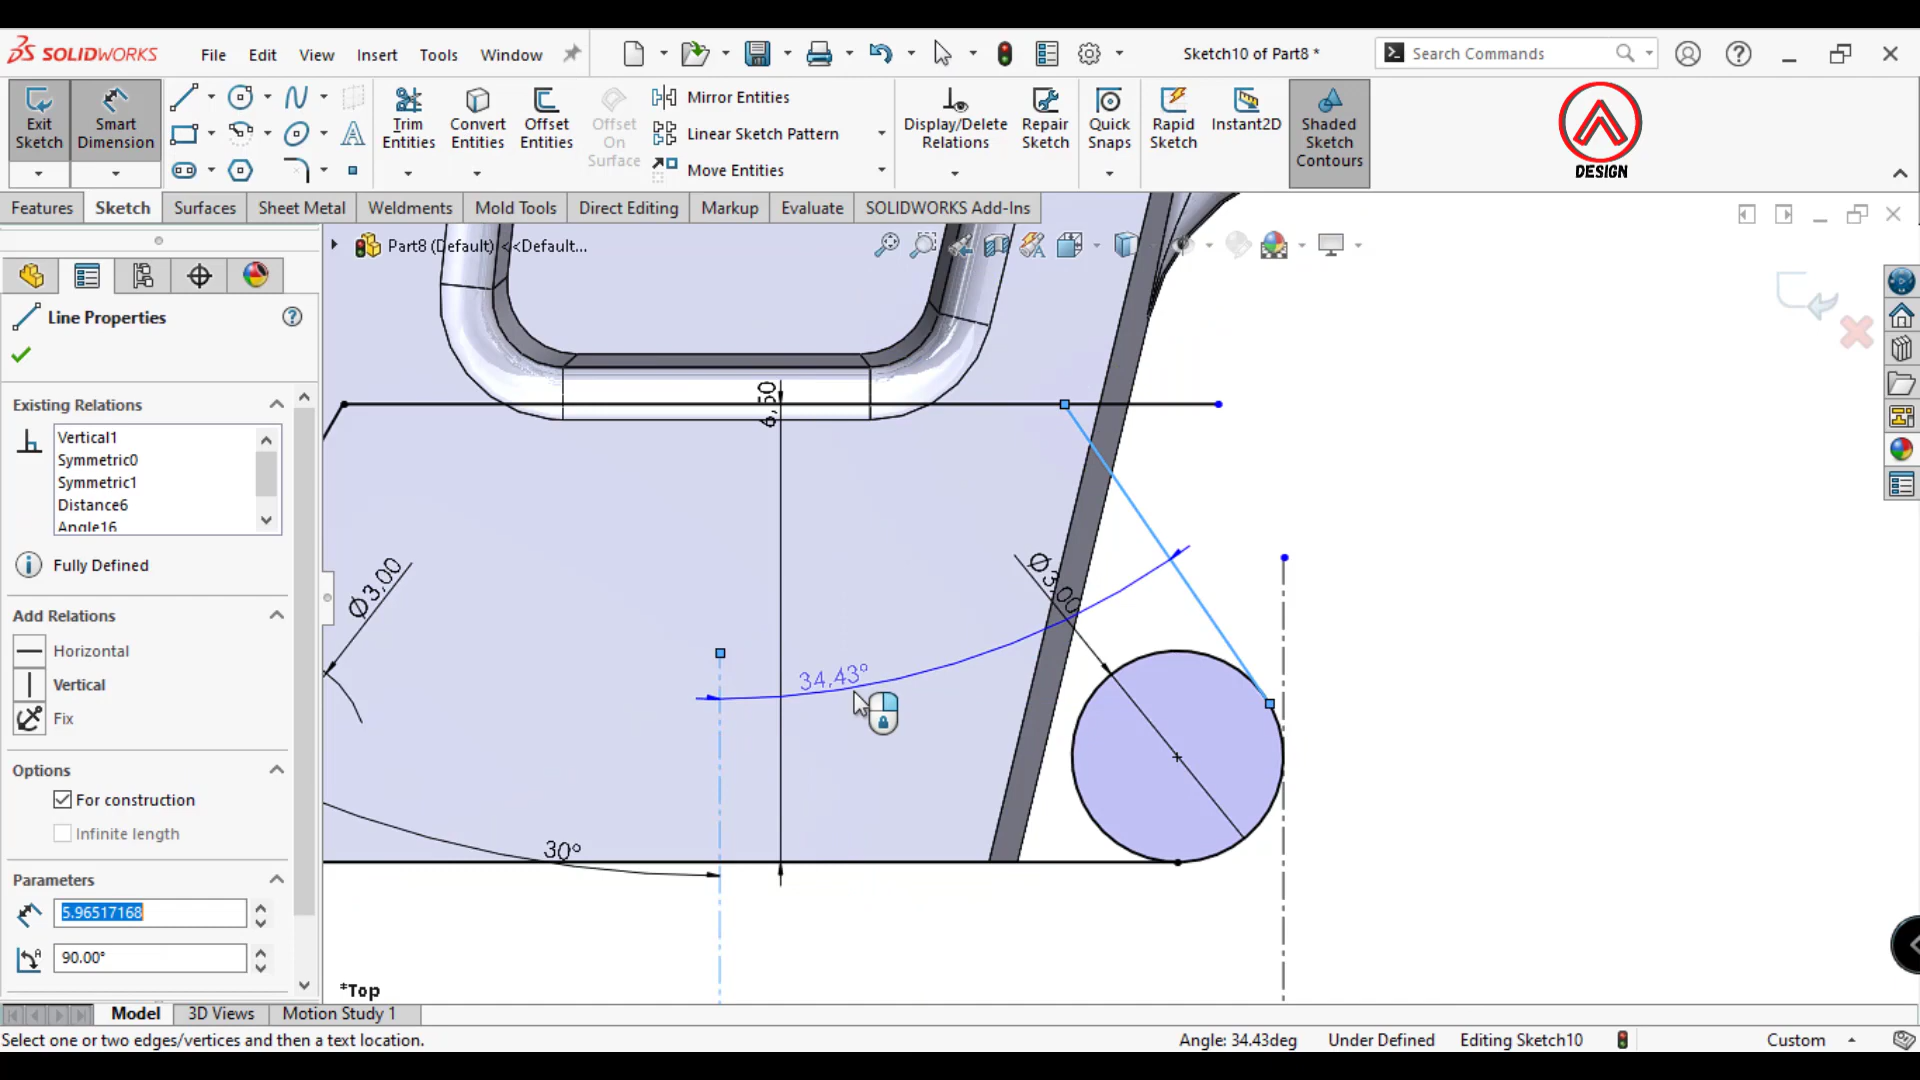 SOLIDWORKS File Edit View Insert Tools Window Sketch10 of Part8 * Search Commands
Exit Sketch
Smart Dimension
Trim Entities
Convert Entities
Offset Entities
Offset On Surface
Mirror Entities
Linear Sketch Pattern
Move Entities
Display/Delete Relations
Repair Sketch
Quick Snaps
Rapid Sketch
Instant2D
Shaded Sketch Contours
DESIGN
Features Sketch Surfaces Sheet Metal Weldments Mold Tools Direct Editing Markup Evaluate SOLIDWORKS Add-Ins
Part8 (Default) <<Default...
Line Properties
Existing Relations
Vertical1
Symmetric0
Symmetric1
Distance6
Angle16
Fully Defined
Add Relations
Horizontal
Vertical
Fix
Options
For construction
Infinite length
Parameters
5.96517168
90.00°
6,50
Ø3,00
Ø3,00
34,43°
30°
*Top
Model 3D Views Motion Study 1
Select one or two edges/vertices and then a text location. Angle: 34.43deg Under Defined Editing Sketch10 Custom